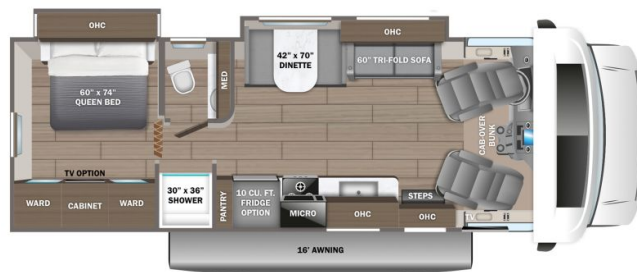 OHC
60" x 74"
QUEEN BED
MED
42" x 70"
DINETTE
OHC
60" TRI-FOLD SOFA
CAB-OVER
BUNK
TV OPTION
WARD
CABINET
WARD
30" x 36"
SHOWER
PANTRY
10 CU. FT.
FRIDGE
OPTION
MICRO
OHC
STEPS
OHC
TV
16' AWNING